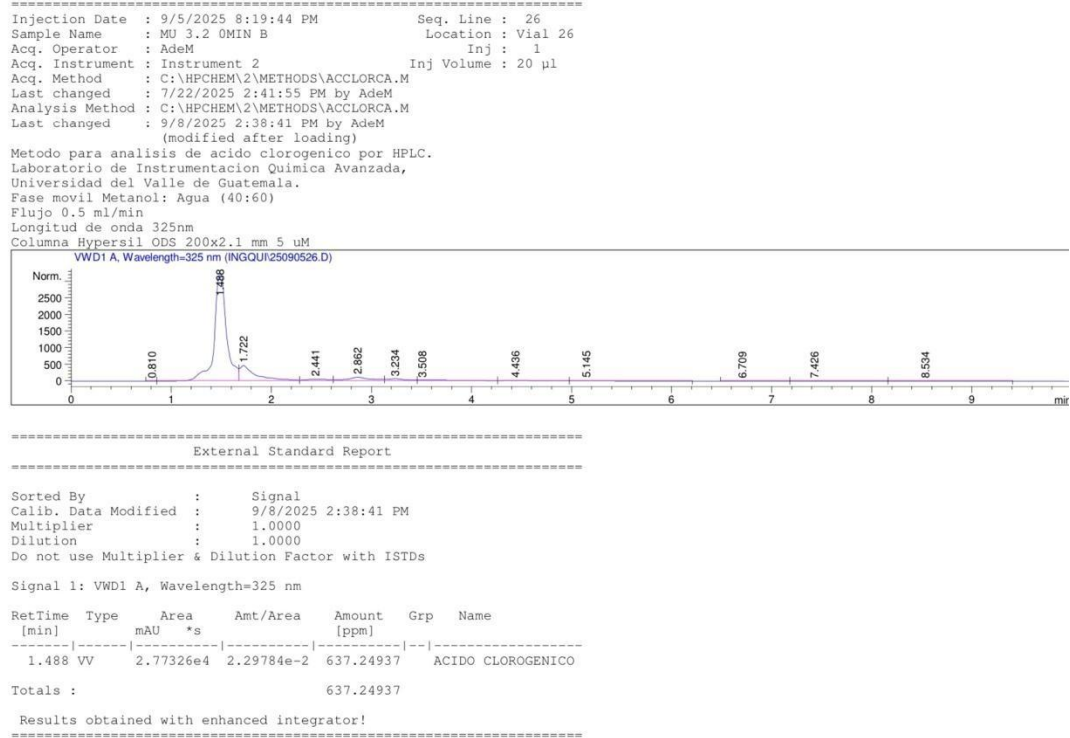 =====================================================================
Injection Date  : 9/5/2025 8:19:44 PM                Seq. Line :  26
Sample Name     : MU 3.2 0MIN B                       Location : Vial 26
Acq. Operator   : AdeM                                     Inj :   1
Acq. Instrument : Instrument 2                      Inj Volume : 20 µl
Acq. Method     : C:\HPCHEM\2\METHODS\ACCLORCA.M
Last changed    : 7/22/2025 2:41:55 PM by AdeM
Analysis Method : C:\HPCHEM\2\METHODS\ACCLORCA.M
Last changed    : 9/8/2025 2:38:41 PM by AdeM
(modified after loading)
Metodo para analisis de acido clorogenico por HPLC.
Laboratorio de Instrumentacion Quimica Avanzada,
Universidad del Valle de Guatemala.
Fase movil Metanol: Agua (40:60)
Flujo 0.5 ml/min
Longitud de onda 325nm
Columna Hypersil ODS 200x2.1 mm 5 uM
VWD1 A, Wavelength=325 nm (INGQUI\25090526.D)
Norm.
2500
2000
1500
1000
500
0
0.810
1.488
1.722
2.441
2.862
3.234
3.508
4.436
5.145
6.709
7.426
8.534
0 1 2 3 4 5 6 7 8 9 min
=====================================================================
External Standard Report
=====================================================================
Sorted By             :      Signal
Calib. Data Modified  :      9/8/2025 2:38:41 PM
Multiplier            :      1.0000
Dilution              :      1.0000
Do not use Multiplier & Dilution Factor with ISTDs
Signal 1: VWD1 A, Wavelength=325 nm
RetTime  Type     Area      Amt/Area    Amount   Grp   Name
[min]          mAU   *s                 [ppm]
-------|------|----------|----------|----------|--|------------------
1.488 VV    2.77326e4  2.29784e-2  637.24937    ACIDO CLOROGENICO
Totals :                             637.24937
Results obtained with enhanced integrator!
=====================================================================